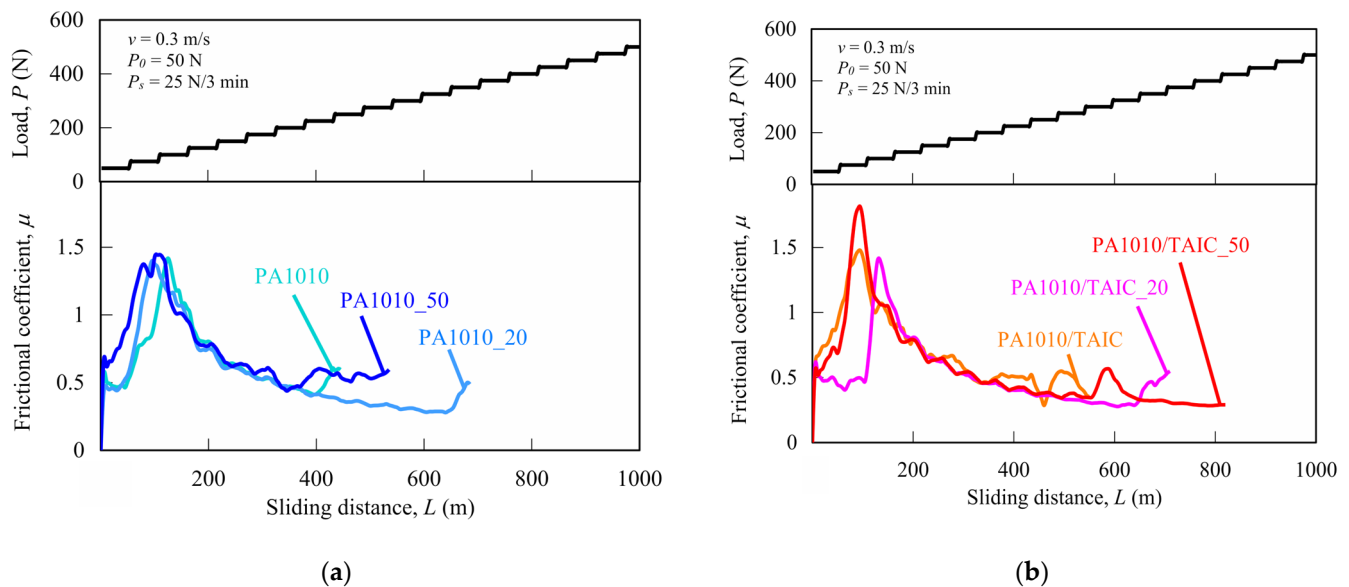 600
400
200
0
Load, P (N)
v = 0.3 m/s
P0 = 50 N
Ps = 25 N/3 min
1.5
1
0.5
0
Frictional coefficient, μ
PA1010
PA1010_50
PA1010_20
200 400 600 800 1000
Sliding distance, L (m)
(a)
600
400
200
0
Load, P (N)
v = 0.3 m/s
P0 = 50 N
Ps = 25 N/3 min
1.5
1
0.5
0
Frictional coefficient, μ
PA1010/TAIC_50
PA1010/TAIC_20
PA1010/TAIC
200 400 600 800 1000
Sliding distance, L (m)
(b)